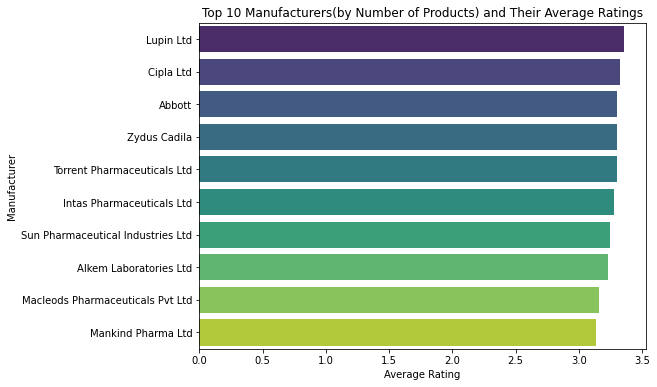 Top 10 Manufacturers(by Number of Products) and Their Average Ratings
Manufacturer
Lupin Ltd
Cipla Ltd
Abbott
Zydus Cadila
Torrent Pharmaceuticals Ltd
Intas Pharmaceuticals Ltd
Sun Pharmaceutical Industries Ltd
Alkem Laboratories Ltd
Macleods Pharmaceuticals Pvt Ltd
Mankind Pharma Ltd
0.0 0.5 1.0 1.5 2.0 2.5 3.0 3.5
Average Rating